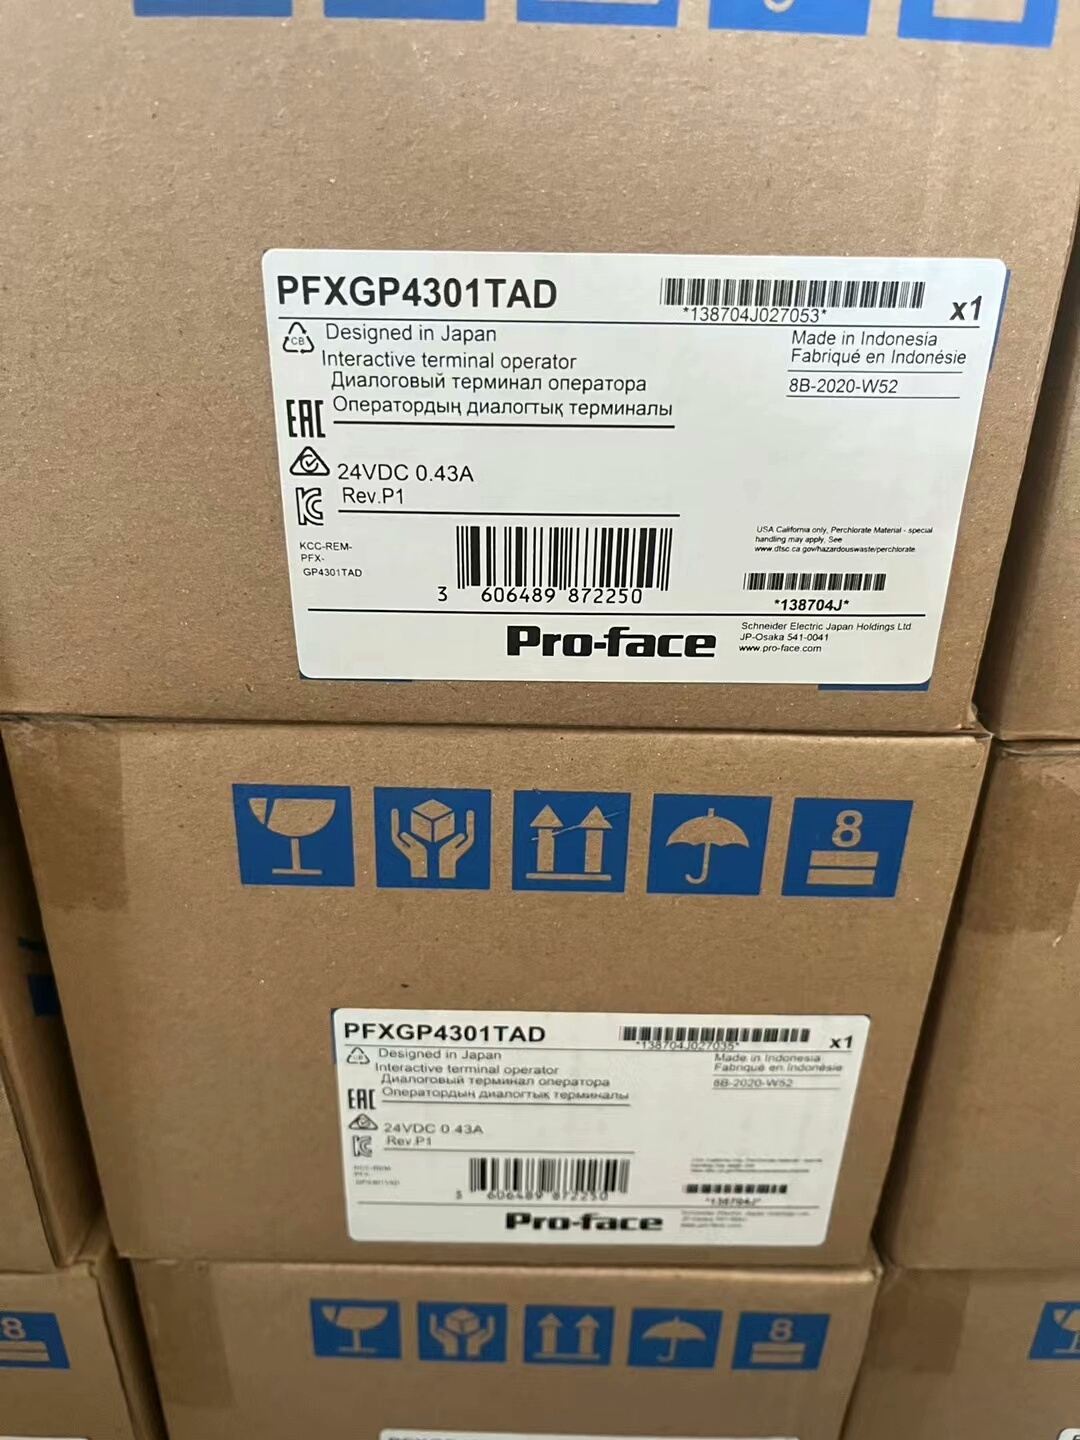 PFXGP4301TAD
*138704J027053*
x1
CB
Designed in Japan
Made in Indonesia
Interactive terminal operator
Fabriqué en Indonésie
Диалоговый терминал оператора
8B-2020-W52
EAC
Оператордың диалогтық терминалы
24VDC 0.43A
Rev.P1
KCC-REM-
PFX-
GP4301TAD
USA California only, Perchlorate Material - special
handling may apply, See
www.dtsc.ca.gov/hazardouswaste/perchlorate
3 606489 872250
*138704J*
Pro-face
Schneider Electric Japan Holdings Ltd
JP-Osaka 541-0041
www.pro-face.com
8
PFXGP4301TAD
*138704J027035*
x1
Designed in Japan
Made in Indonesia
Interactive terminal operator
Fabriqué en Indonésie
Диалоговый терминал оператора
8B-2020-W52
EAC
Оператордың диалогтық терминалы
24VDC 0.43A
Rev.P1
3 606489 872250
*138704J*
Pro-face
8
8